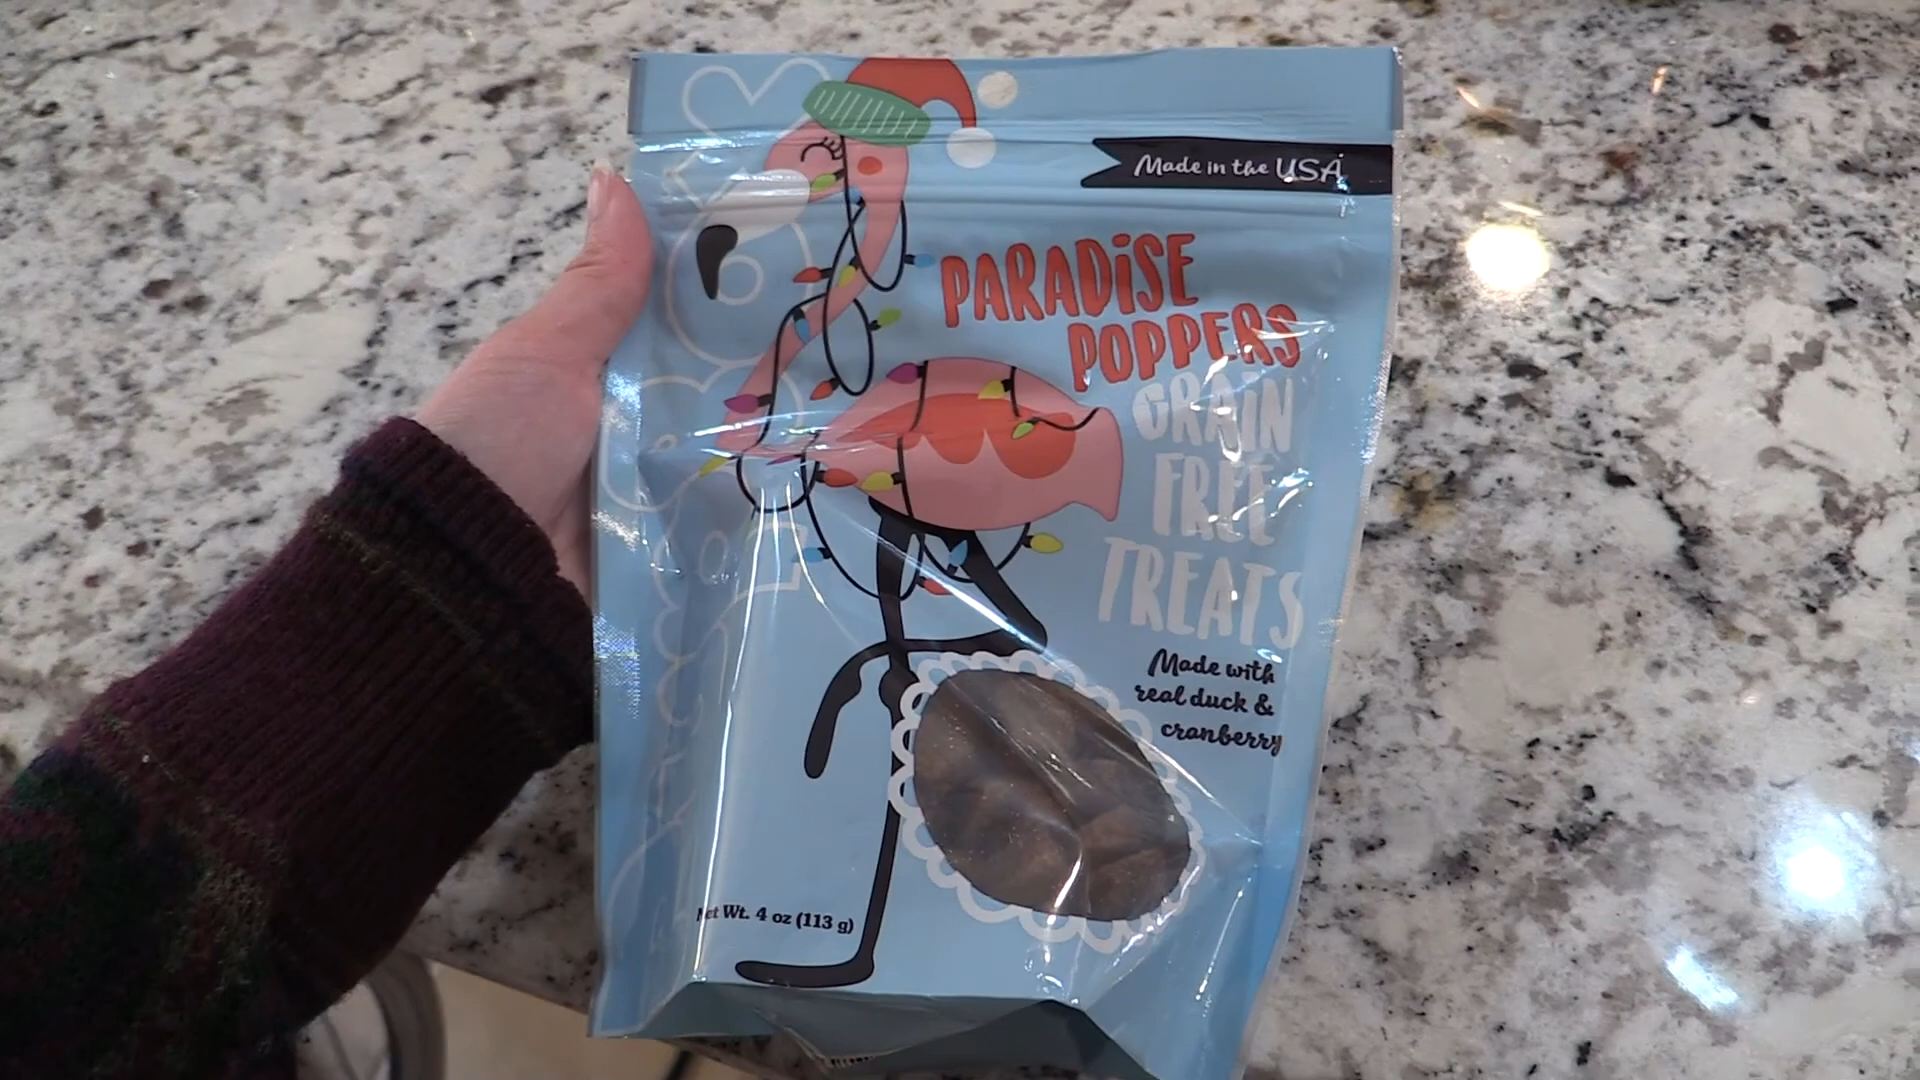 Made in the USA
PARADiSE
POPPERS
GRAiN
FREE
TREATS
Made with
real duck &
cranberry
Net Wt. 4 oz (113 g)